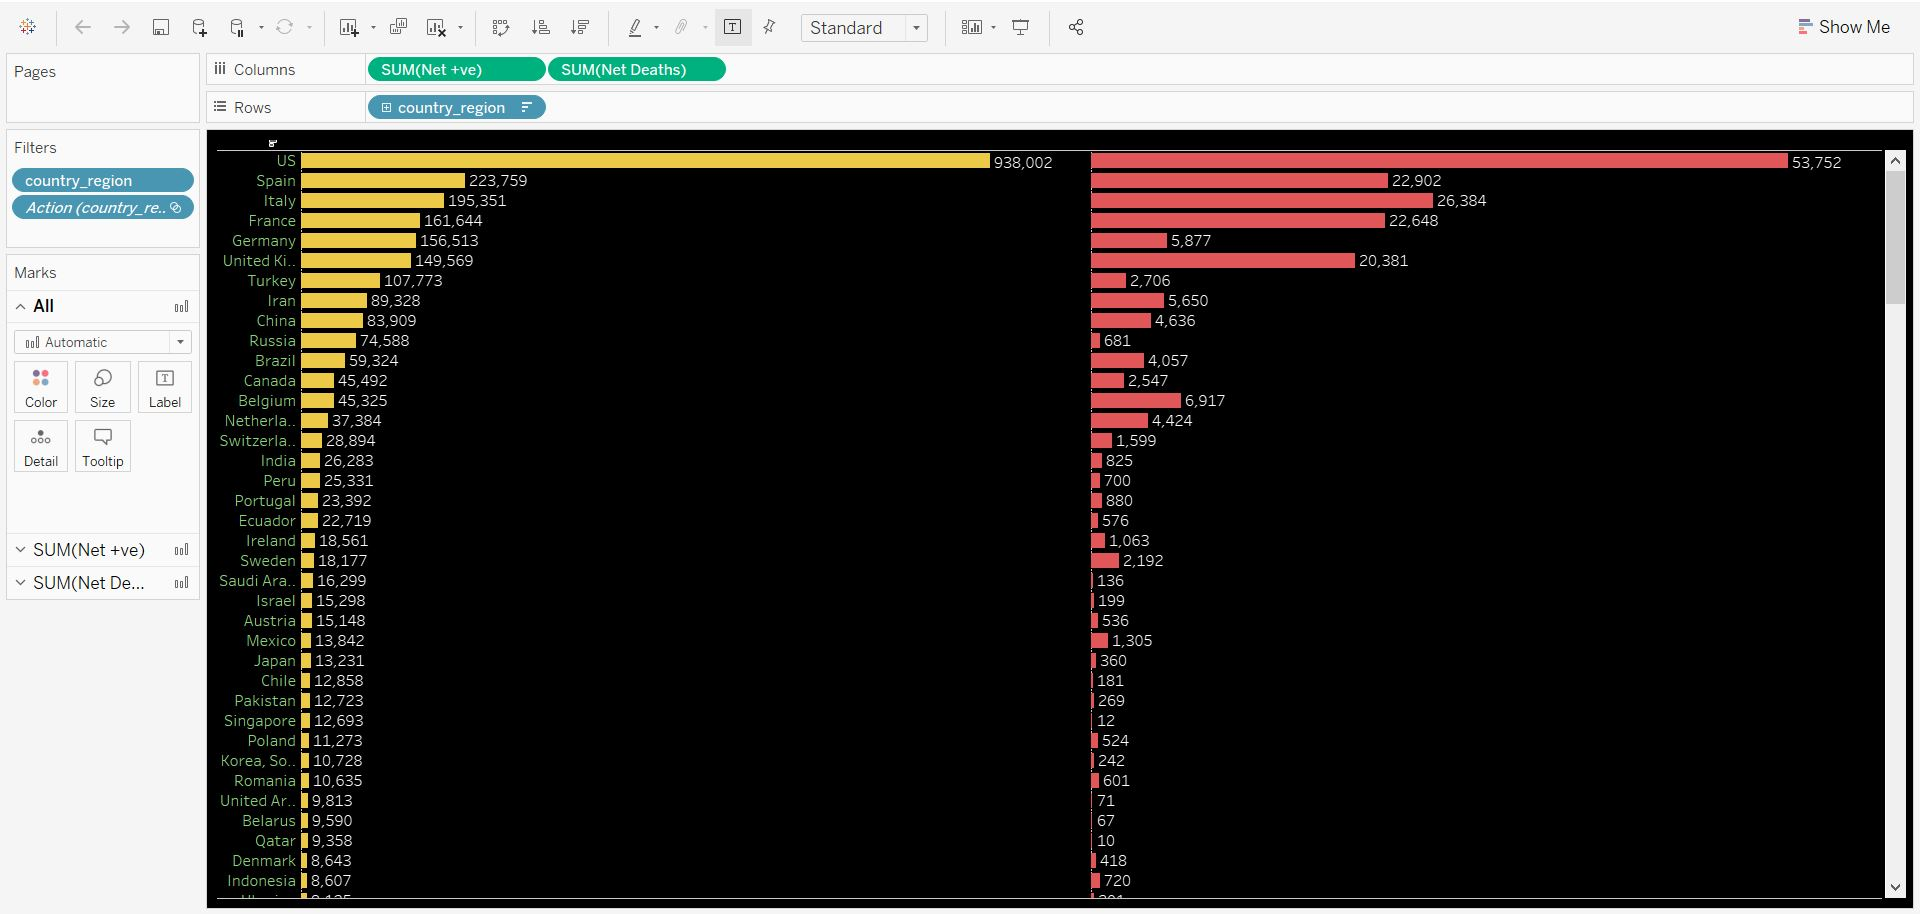 Standard
Show Me
Pages
Columns
SUM(Net +ve)
SUM(Net Deaths)
Rows
country_region
Filters
country_region
Action (country_re..
Marks
All
Automatic
Color
Size
Label
Detail
Tooltip
SUM(Net +ve)
SUM(Net De...
US 938,002 53,752
Spain 223,759 22,902
Italy 195,351 26,384
France 161,644 22,648
Germany 156,513 5,877
United Ki.. 149,569 20,381
Turkey 107,773 2,706
Iran 89,328 5,650
China 83,909 4,636
Russia 74,588 681
Brazil 59,324 4,057
Canada 45,492 2,547
Belgium 45,325 6,917
Netherla.. 37,384 4,424
Switzerla.. 28,894 1,599
India 26,283 825
Peru 25,331 700
Portugal 23,392 880
Ecuador 22,719 576
Ireland 18,561 1,063
Sweden 18,177 2,192
Saudi Ara.. 16,299 136
Israel 15,298 199
Austria 15,148 536
Mexico 13,842 1,305
Japan 13,231 360
Chile 12,858 181
Pakistan 12,723 269
Singapore 12,693 12
Poland 11,273 524
Korea, So.. 10,728 242
Romania 10,635 601
United Ar.. 9,813 71
Belarus 9,590 67
Qatar 9,358 10
Denmark 8,643 418
Indonesia 8,607 720